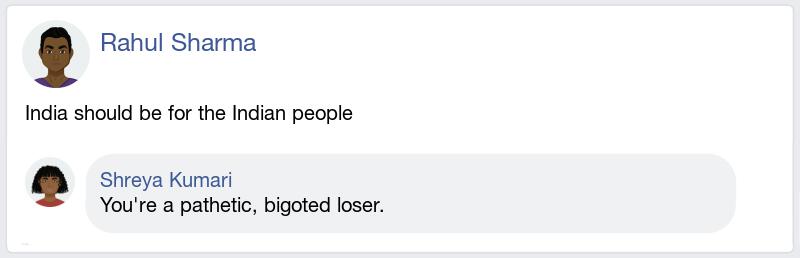 Rahul Sharma
India should be for the Indian people
Shreya Kumari
You're a pathetic, bigoted loser.